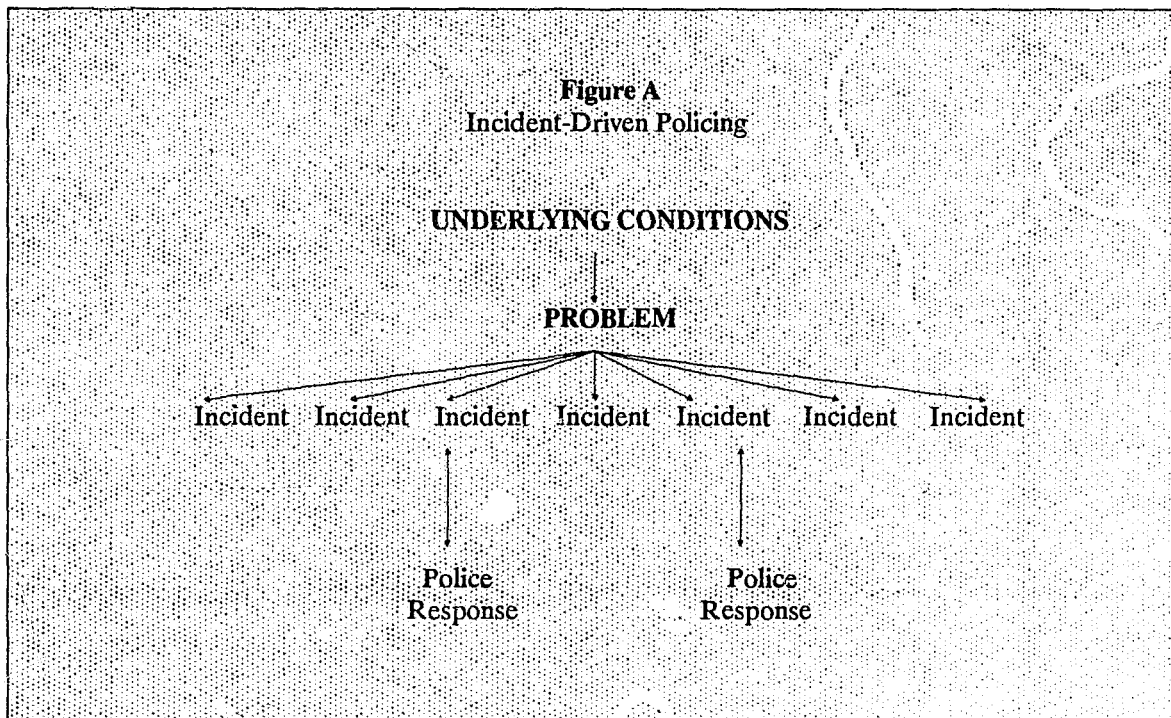 Figure A
Incident-Driven Policing
UNDERLYING CONDITIONS
PROBLEM
Incident Incident Incident Incident Incident Incident Incident
Police Police
Response Response